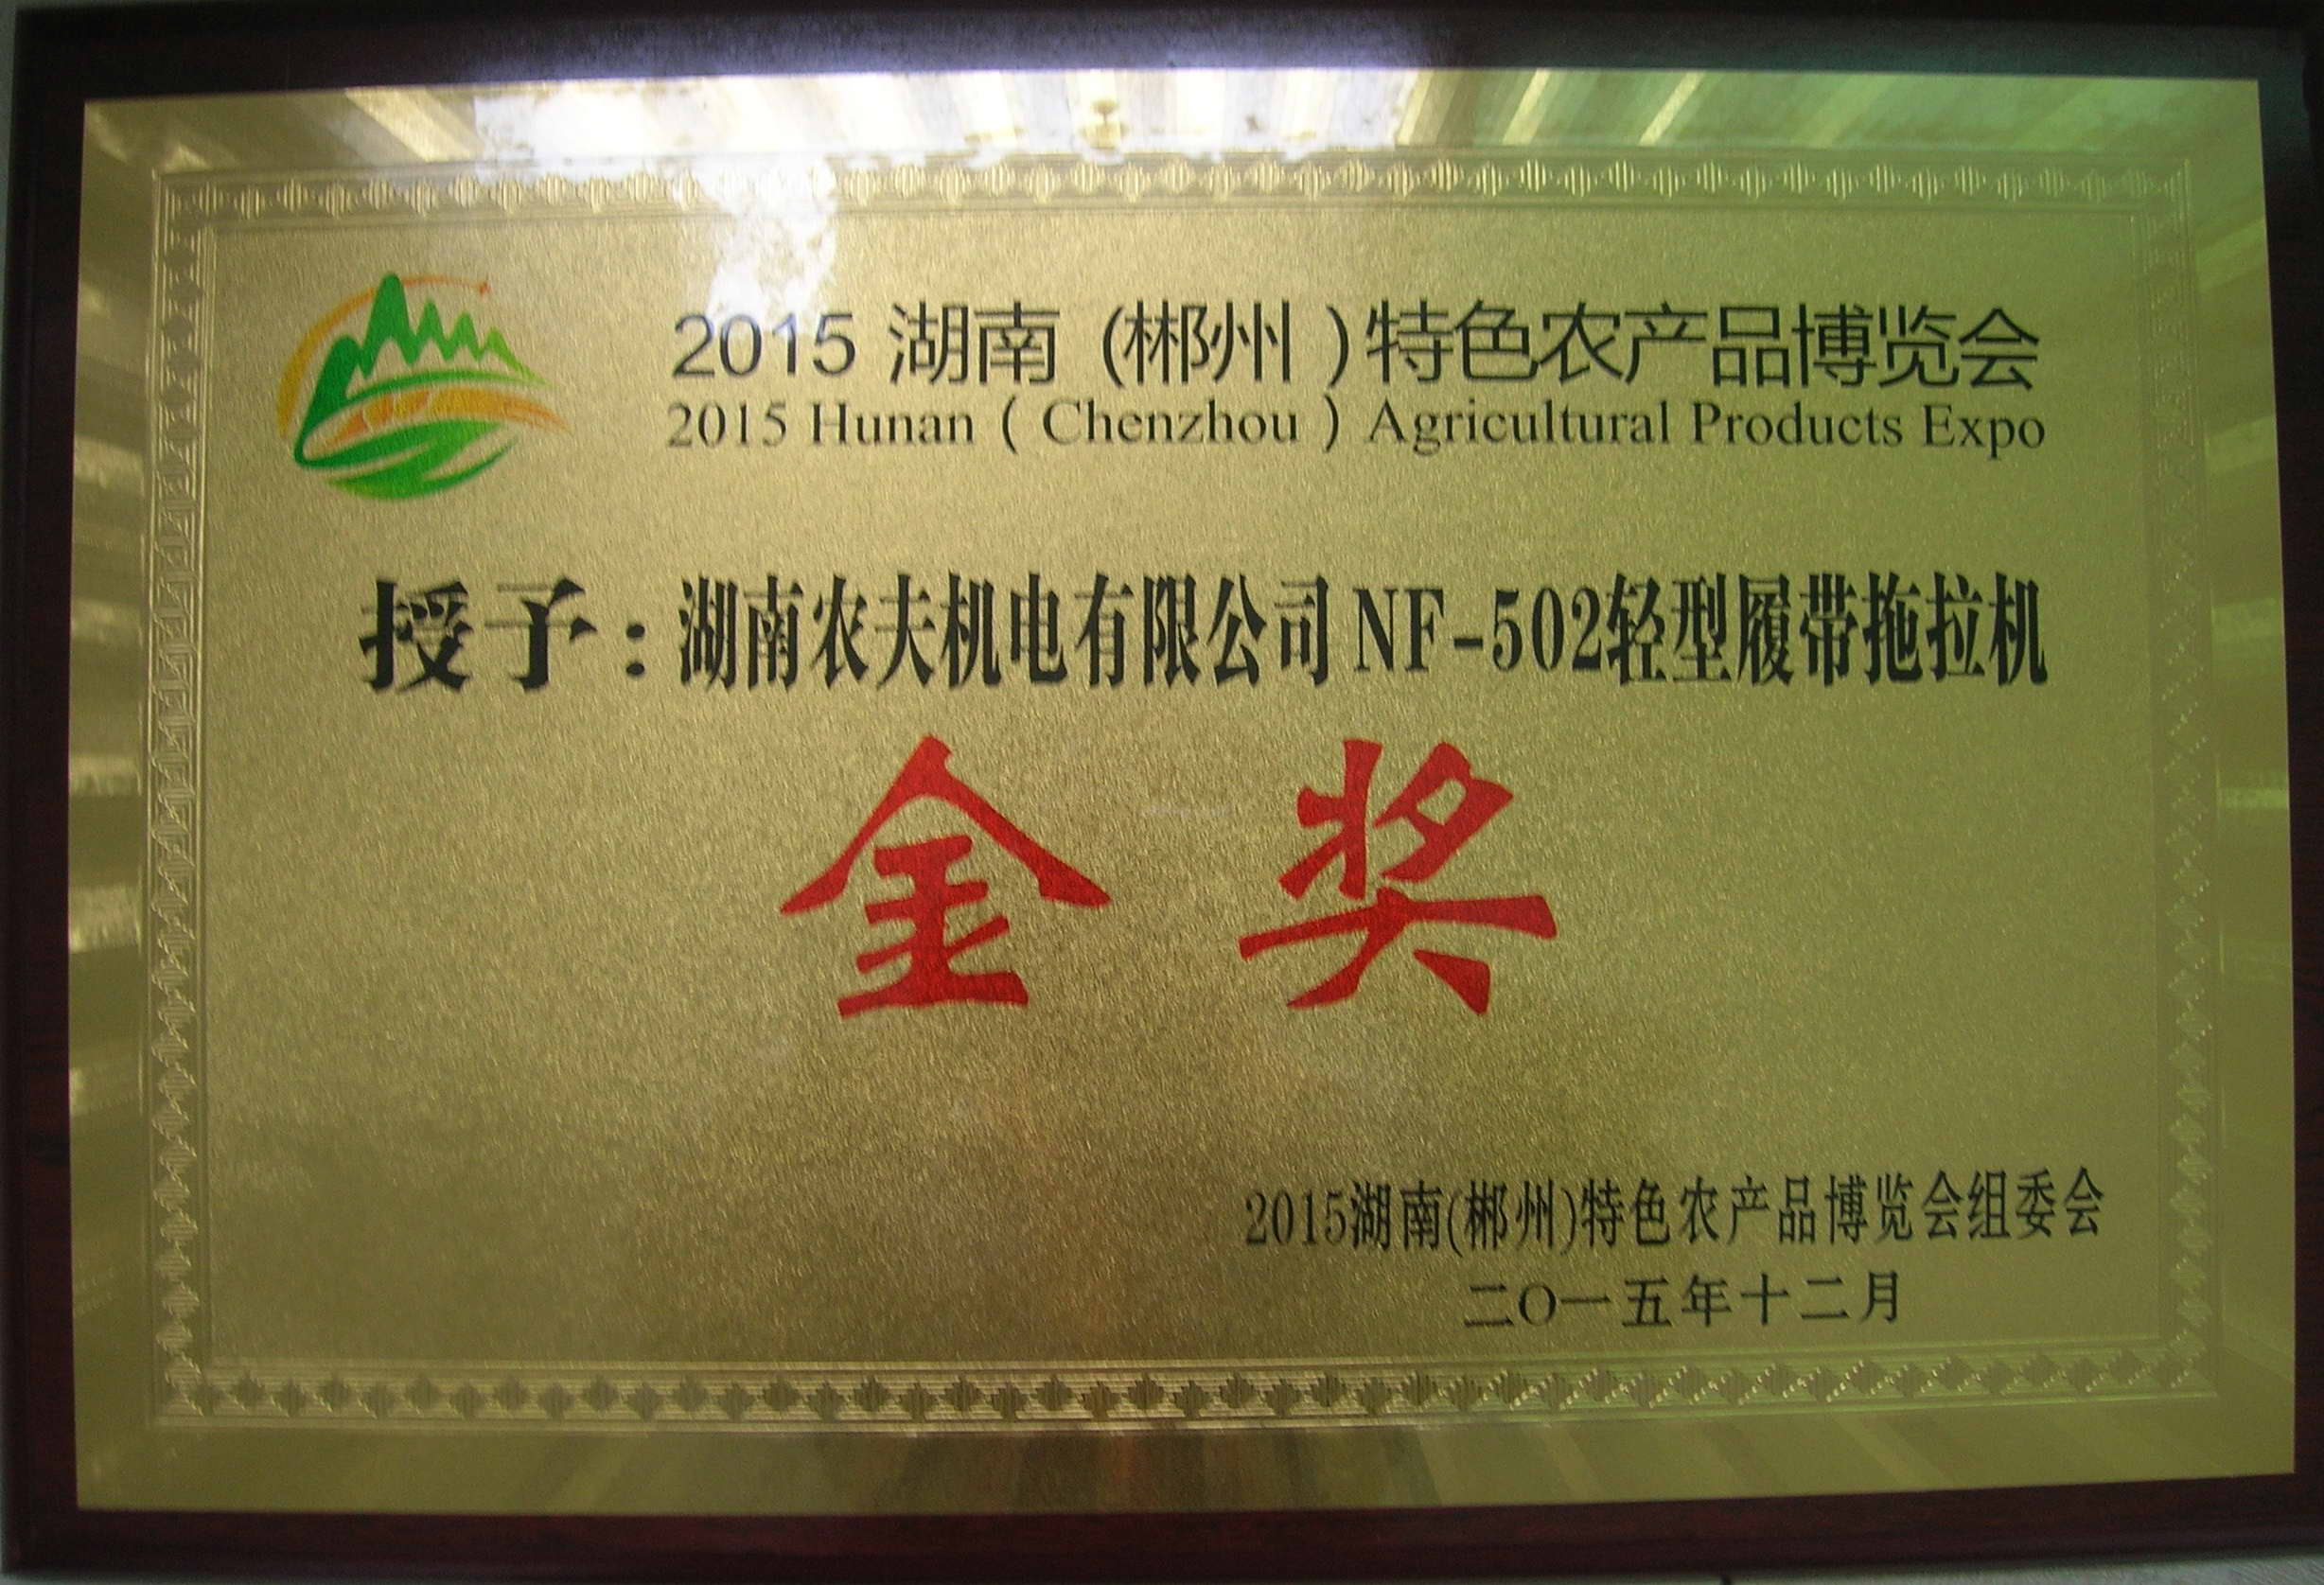 2015 湖南 (郴州 )特色农产品博览会
2015 Hunan ( Chenzhou ) Agricultural Products Expo
授予:湖南农夫机电有限公司 NF-502轻型履带拖拉机
金 奖
2015湖南(郴州)特色农产品博览会组委会
二〇一五年十二月